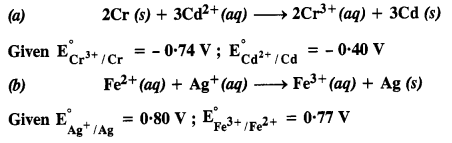 (a) 2Cr (s) + 3Cd²⁺ (aq) ⟶ 2Cr³⁺ (aq) + 3Cd (s)
Given E°Cr³⁺/Cr = – 0·74 V ; E°Cd²⁺/Cd = – 0·40 V
(b) Fe²⁺ (aq) + Ag⁺ (aq) ⟶ Fe³⁺ (aq) + Ag (s)
Given E°Ag⁺/Ag = 0·80 V ; E°Fe³⁺/Fe²⁺ = 0·77 V